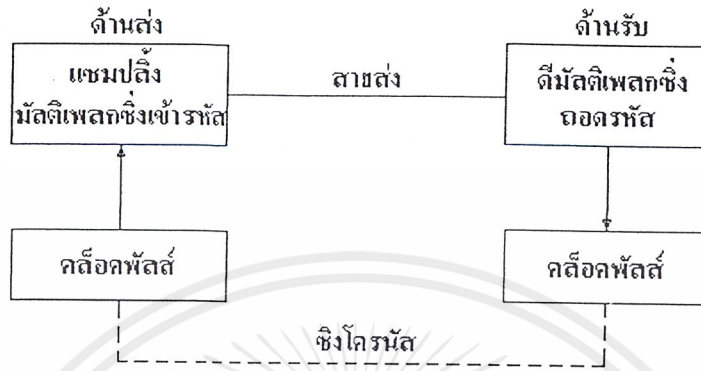 ด้านส่ง
ด้านรับ
แซมปลิ้ง
มัลติเพลกซิ่งเข้ารหัส
สายส่ง
ดีมัลติเพลกซิ่ง
ถอดรหัส
คล็อคพัลส์
คล็อคพัลส์
ซิงโครนัส